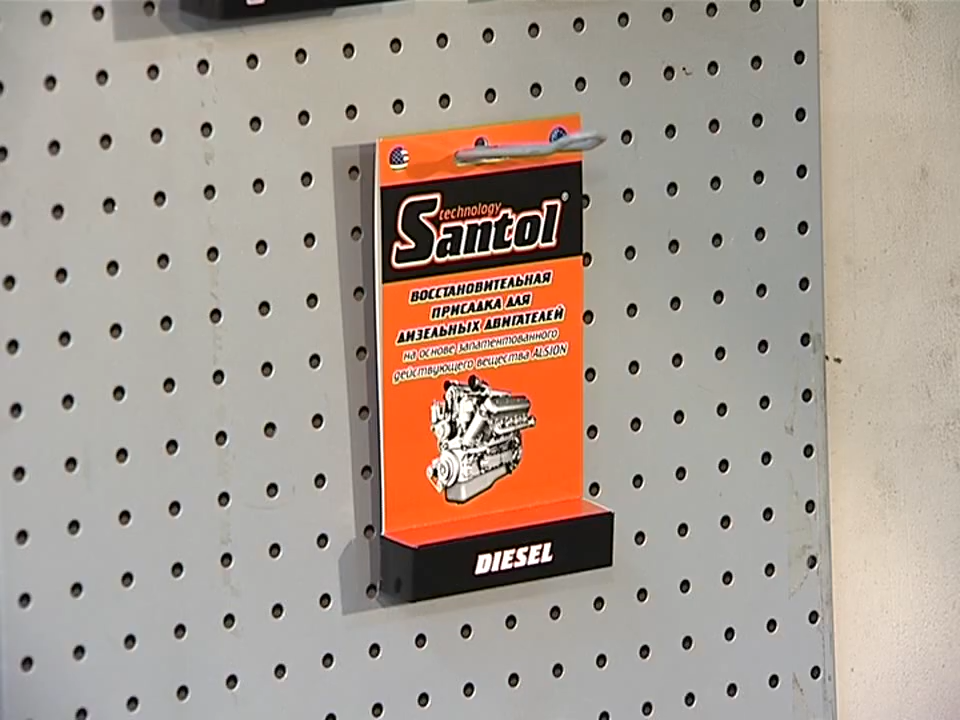 technology
Santol®
ВОССТАНОВИТЕЛЬНАЯ
ПРИСАДКА ДЛЯ
ДИЗЕЛЬНЫХ ДВИГАТЕЛЕЙ
на основе запатентованного
действующего вещества ALSION
DIESEL